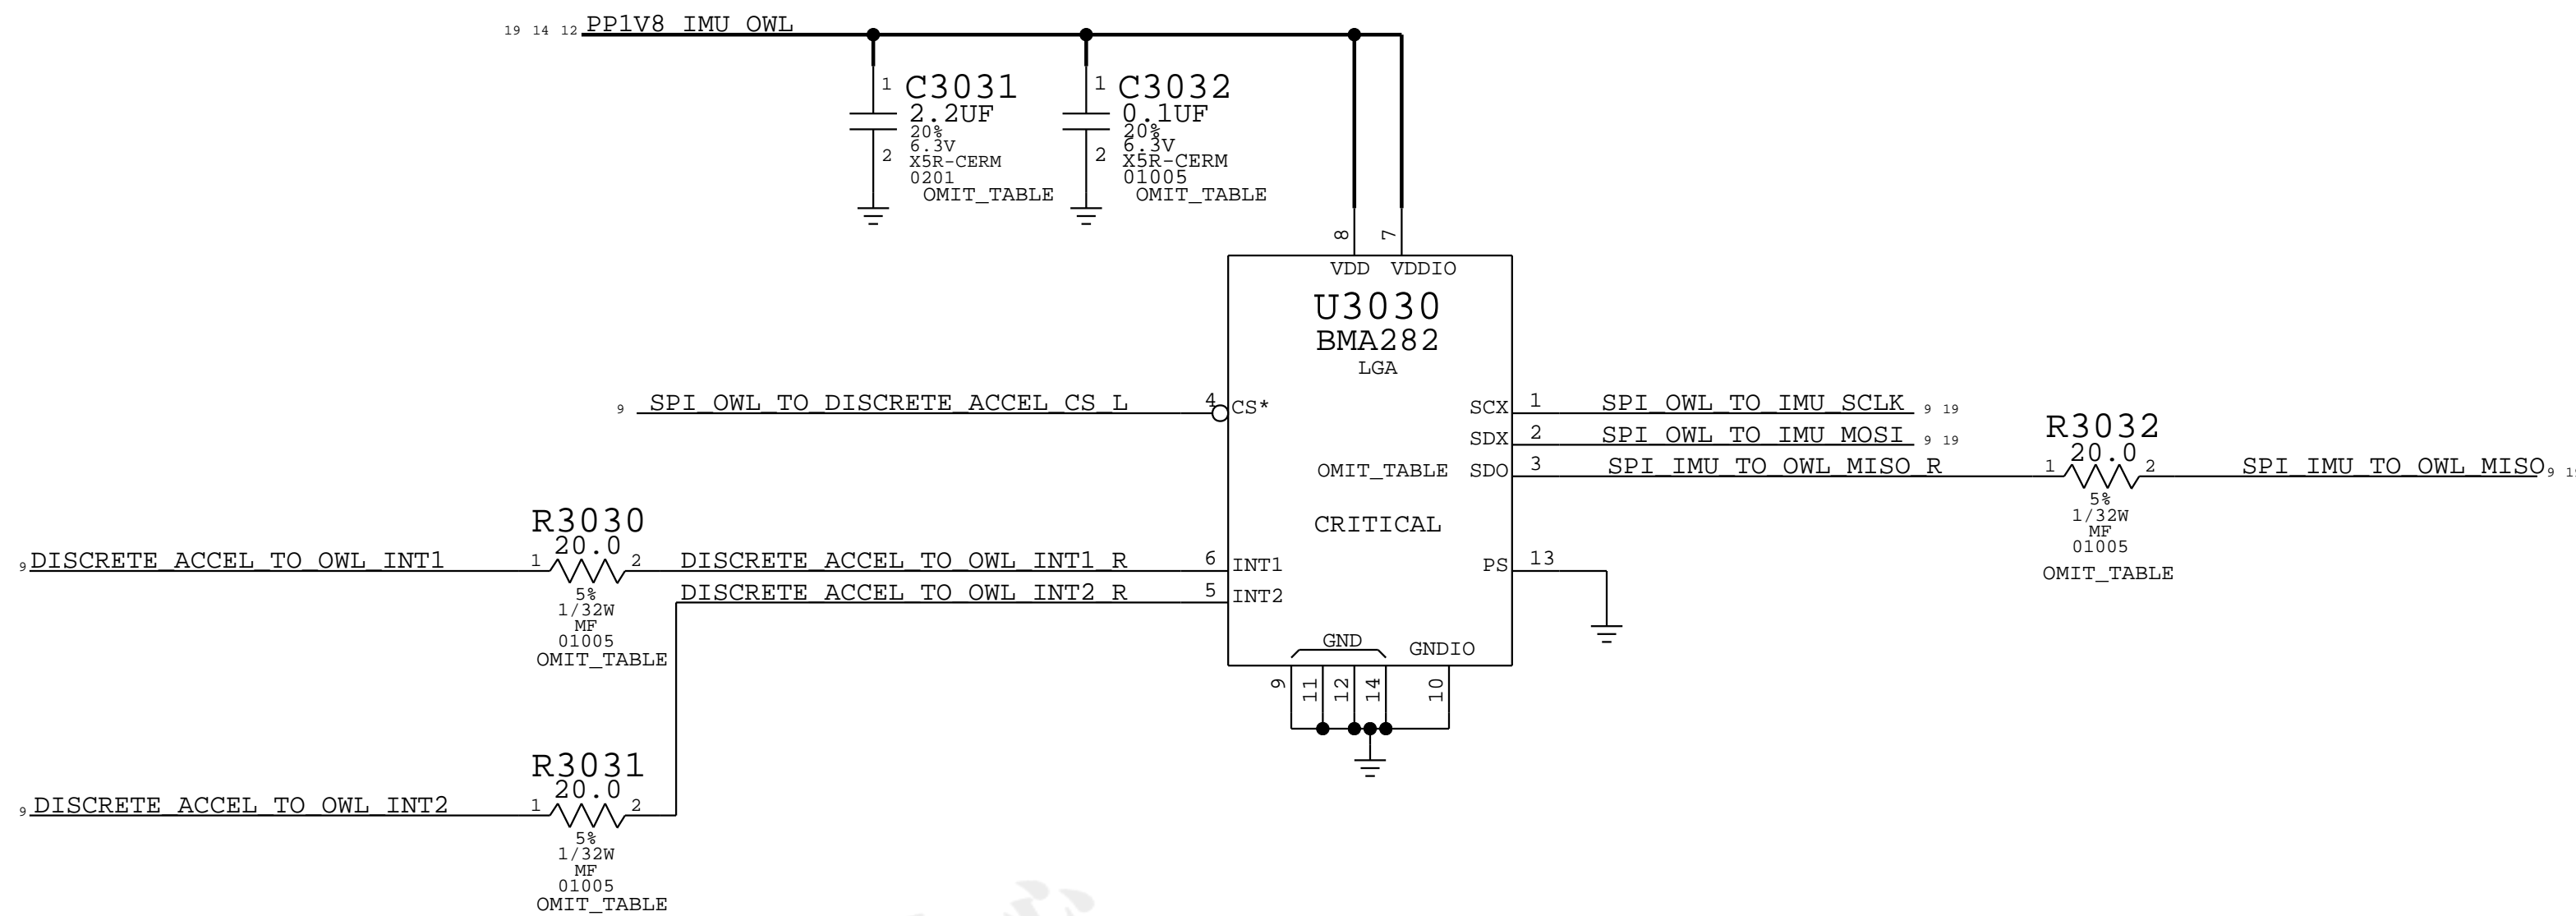 19 14 12 PP1V8_IMU_OWL
1 C3031
2.2UF
20%
6.3V
2 X5R-CERM
0201
OMIT_TABLE
1 C3032
0.1UF
20%
6.3V
2 X5R-CERM
01005
OMIT_TABLE
8 7
VDD VDDIO
U3030
BMA282
LGA
9 SPI_OWL_TO_DISCRETE_ACCEL_CS_L 4 CS*
SCX 1 SPI_OWL_TO_IMU_SCLK 9 19
SDX 2 SPI_OWL_TO_IMU_MOSI 9 19
OMIT_TABLE SDO 3 SPI_IMU_TO_OWL_MISO_R
R3032
20.0
1 2 SPI_IMU_TO_OWL_MISO 9
5%
1/32W
MF
01005
OMIT_TABLE
CRITICAL
R3030
20.0
9 DISCRETE_ACCEL_TO_OWL_INT1 1 2 DISCRETE_ACCEL_TO_OWL_INT1_R 6 INT1
5%
1/32W
MF
01005
OMIT_TABLE
DISCRETE_ACCEL_TO_OWL_INT2_R 5 INT2
PS 13
GND GNDIO
9 11 12 14 10
R3031
20.0
9 DISCRETE_ACCEL_TO_OWL_INT2 1 2
5%
1/32W
MF
01005
OMIT_TABLE